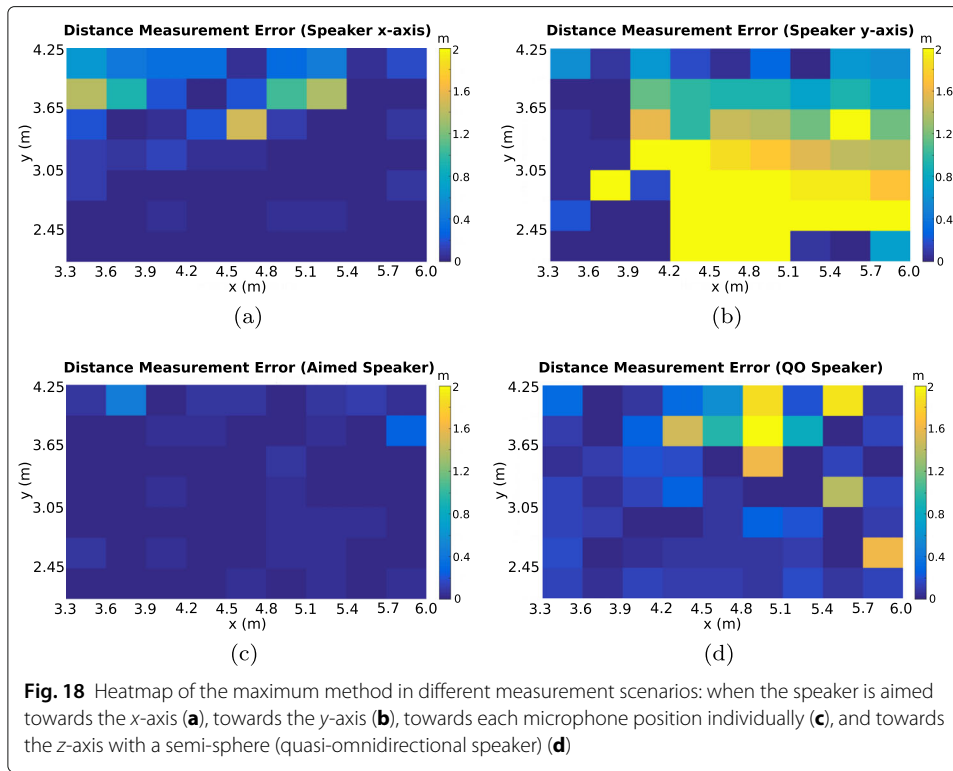 Distance Measurement Error (Speaker x-axis)
m
4.25
3.65
3.05
2.45
y (m)
3.3 3.6 3.9 4.2 4.5 4.8 5.1 5.4 5.7 6.0
x (m)
2
1.6
1.2
0.8
0.4
0
(a)
Distance Measurement Error (Speaker y-axis)
m
4.25
3.65
3.05
2.45
y (m)
3.3 3.6 3.9 4.2 4.5 4.8 5.1 5.4 5.7 6.0
x (m)
2
1.6
1.2
0.8
0.4
0
(b)
Distance Measurement Error (Aimed Speaker)
m
4.25
3.65
3.05
2.45
y (m)
3.3 3.6 3.9 4.2 4.5 4.8 5.1 5.4 5.7 6.0
x (m)
2
1.6
1.2
0.8
0.4
0
(c)
Distance Measurement Error (QO Speaker)
m
4.25
3.65
3.05
2.45
y (m)
3.3 3.6 3.9 4.2 4.5 4.8 5.1 5.4 5.7 6.0
x (m)
2
1.6
1.2
0.8
0.4
0
(d)
Fig. 18 Heatmap of the maximum method in different measurement scenarios: when the speaker is aimed
towards the x-axis (a), towards the y-axis (b), towards each microphone position individually (c), and towards
the z-axis with a semi-sphere (quasi-omnidirectional speaker) (d)